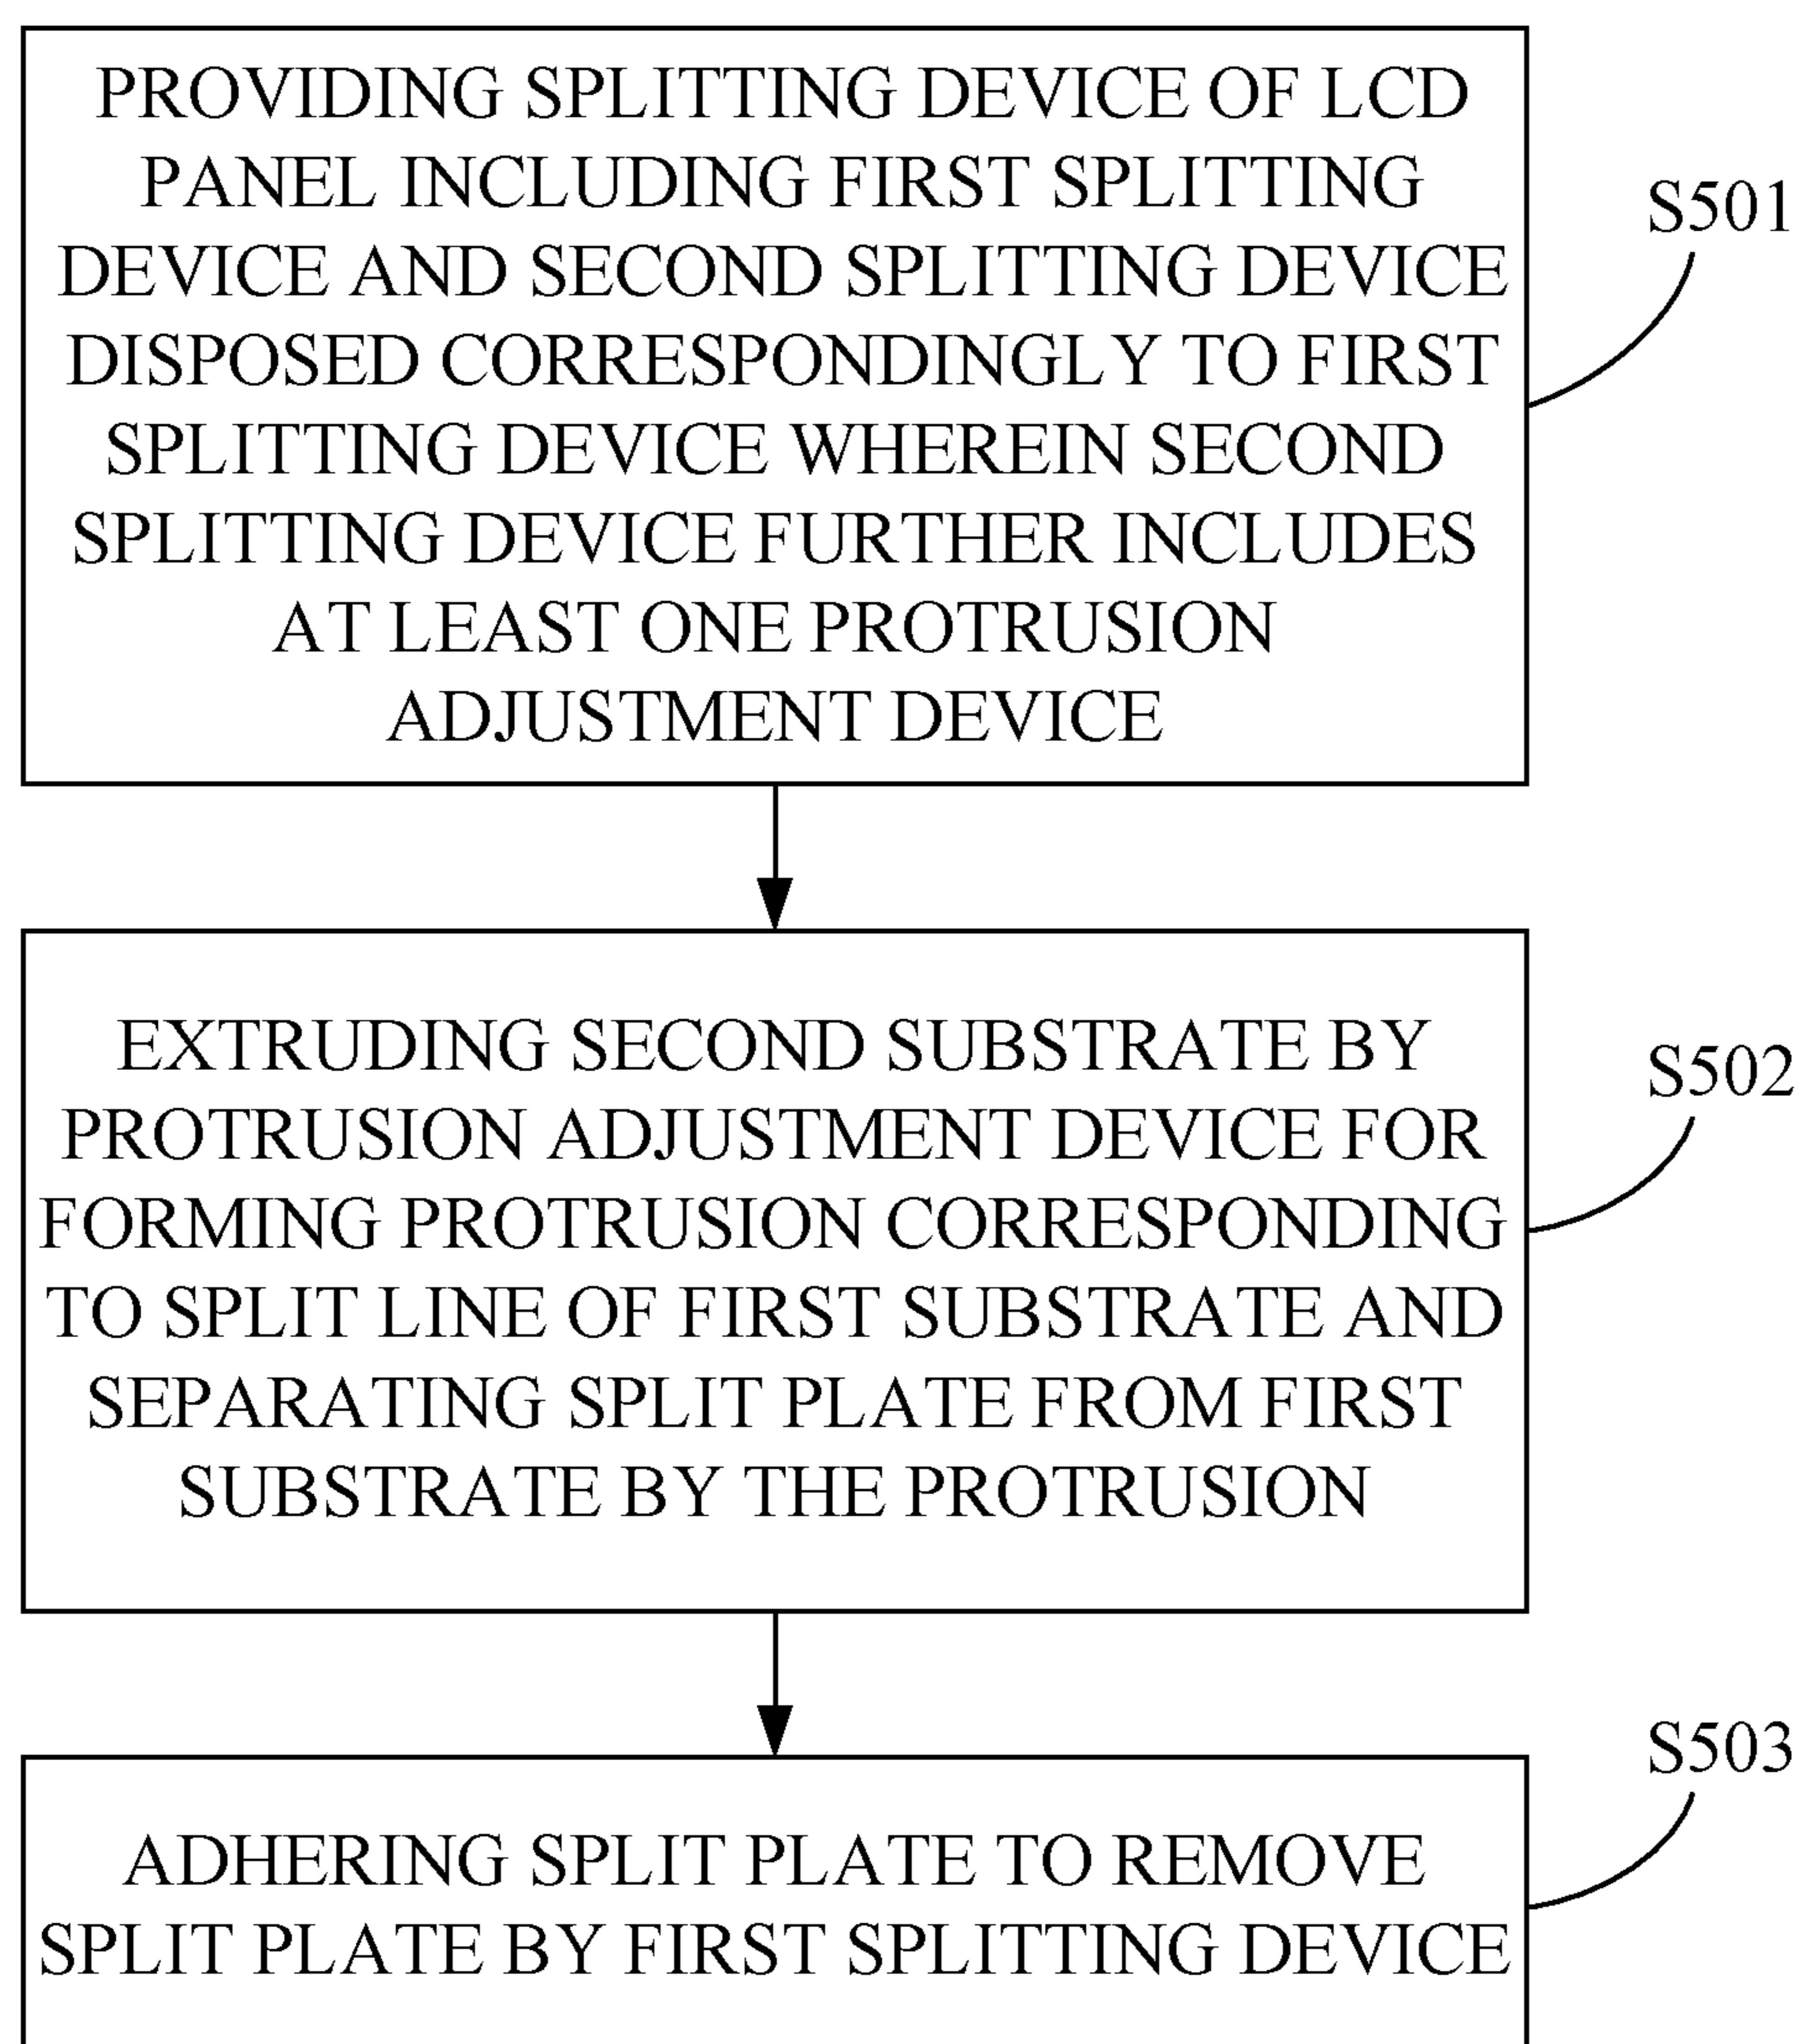 PROVIDING SPLITTING DEVICE OF LCD
PANEL INCLUDING FIRST SPLITTING
DEVICE AND SECOND SPLITTING DEVICE
DISPOSED CORRESPONDINGLY TO FIRST
SPLITTING DEVICE WHEREIN SECOND
SPLITTING DEVICE FURTHER INCLUDES
AT LEAST ONE PROTRUSION
ADJUSTMENT DEVICE
S501
EXTRUDING SECOND SUBSTRATE BY
PROTRUSION ADJUSTMENT DEVICE FOR
FORMING PROTRUSION CORRESPONDING
TO SPLIT LINE OF FIRST SUBSTRATE AND
SEPARATING SPLIT PLATE FROM FIRST
SUBSTRATE BY THE PROTRUSION
S502
ADHERING SPLIT PLATE TO REMOVE
SPLIT PLATE BY FIRST SPLITTING DEVICE
S503